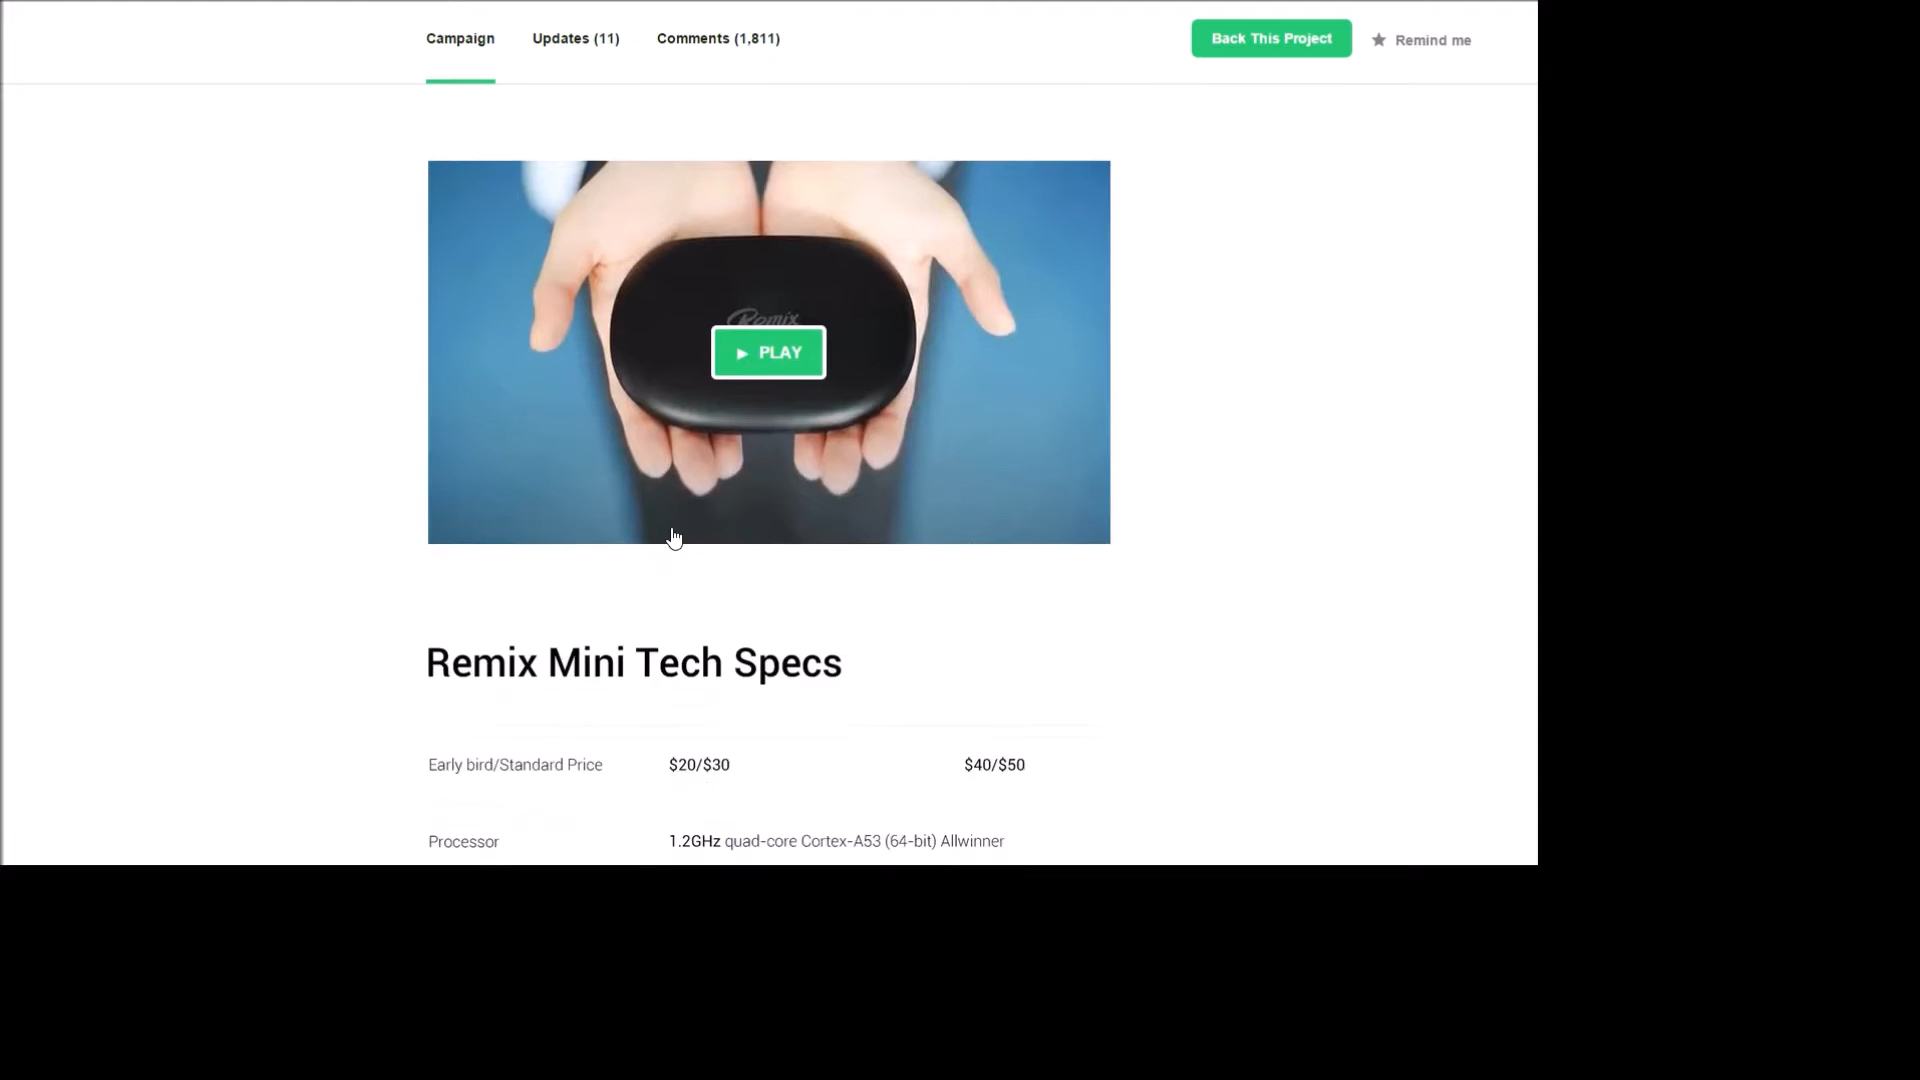 Campaign Updates (11) Comments (1,811) Back This Project Remind me
Remix
PLAY
Remix Mini Tech Specs
Early bird/Standard Price $20/$30 $40/$50
Processor 1.2GHz quad-core Cortex-A53 (64-bit) Allwinner